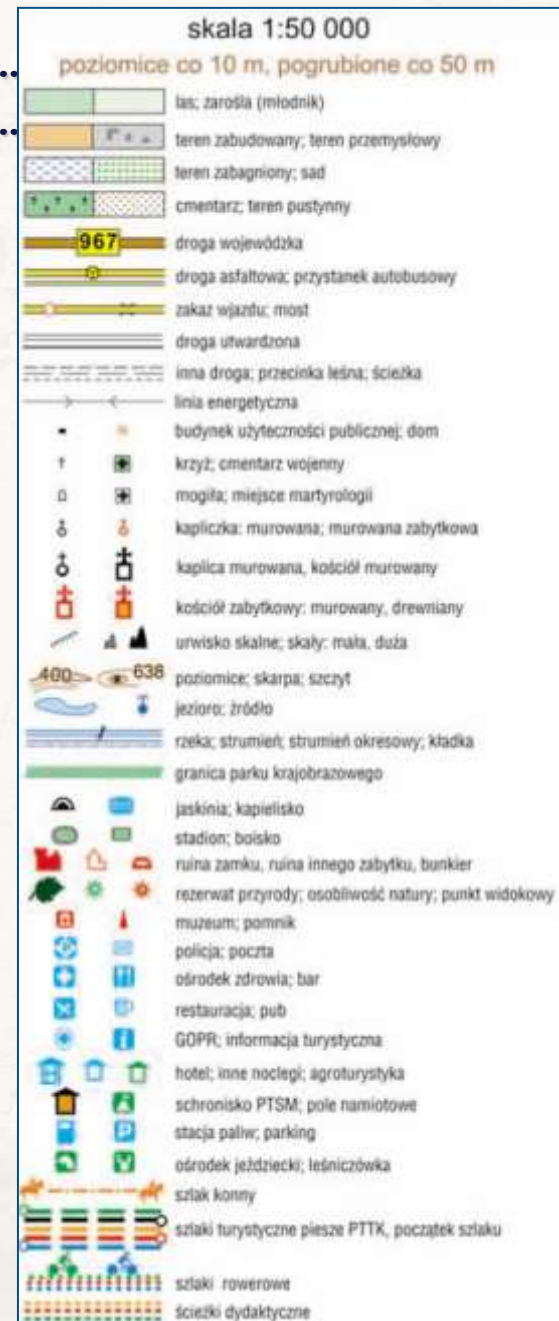 skala 1:50 000
poziomice co 10 m, pogrubione co 50 m
las; zarośla (młodnik)
teren zabudowany; teren przemysłowy
teren zabagniony; sad
cmentarz; teren pustynny
967 droga wojewódzka
droga asfaltowa; przystanek autobusowy
zakaz wjazdu; most
droga utwardzona
inna droga; przecinka leśna; ścieżka
linia energetyczna
budynek użyteczności publicznej; dom
krzyż; cmentarz wojenny
mogiła; miejsce martyrologii
kapliczka: murowana; murowana zabytkowa
kaplica murowana, kościół murowany
kościół zabytkowy: murowany, drewniany
urwisko skalne; skały: mała, duża
400 638 poziomice; skarpa; szczyt
jezioro; źródło
rzeka; strumień; strumień okresowy; kładka
granica parku krajobrazowego
jaskinia; kapielisko
stadion; boisko
ruina zamku, ruina innego zabytku, bunkier
rezerwat przyrody; osobliwość natury; punkt widokowy
muzeum; pomnik
policja; poczta
ośrodek zdrowia; bar
restauracja; pub
GOPR; informacja turystyczna
hotel; inne noclegi; agroturystyka
schronisko PTSM; pole namiotowe
P stacja paliw; parking
ośrodek jeździecki; leśniczówka
szlak konny
szlaki turystyczne piesze PTTK, początek szlaku
szlaki rowerowe
ścieżki dydaktyczne